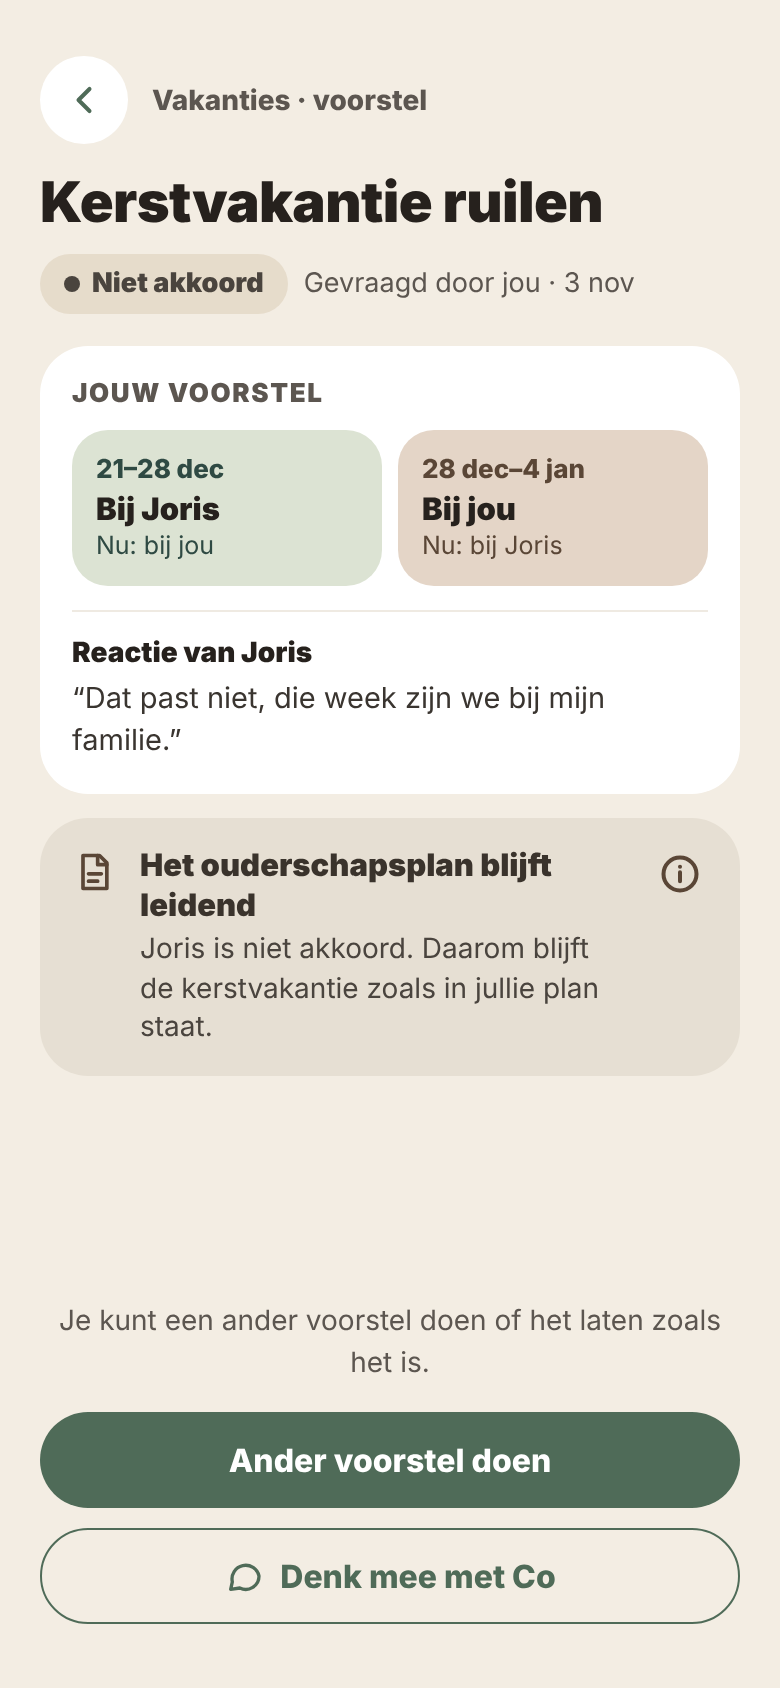 Vakanties · voorstel
Kerstvakantie ruilen
Niet akkoord
Gevraagd door jou · 3 nov
JOUW VOORSTEL
21–28 dec
Bij Joris
Nu: bij jou
28 dec–4 jan
Bij jou
Nu: bij Joris
Reactie van Joris
“Dat past niet, die week zijn we bij mijn
familie.”
Het ouderschapsplan blijft
leidend
Joris is niet akkoord. Daarom blijft
de kerstvakantie zoals in jullie plan
staat.
Je kunt een ander voorstel doen of het laten zoals
het is.
Ander voorstel doen
Denk mee met Co